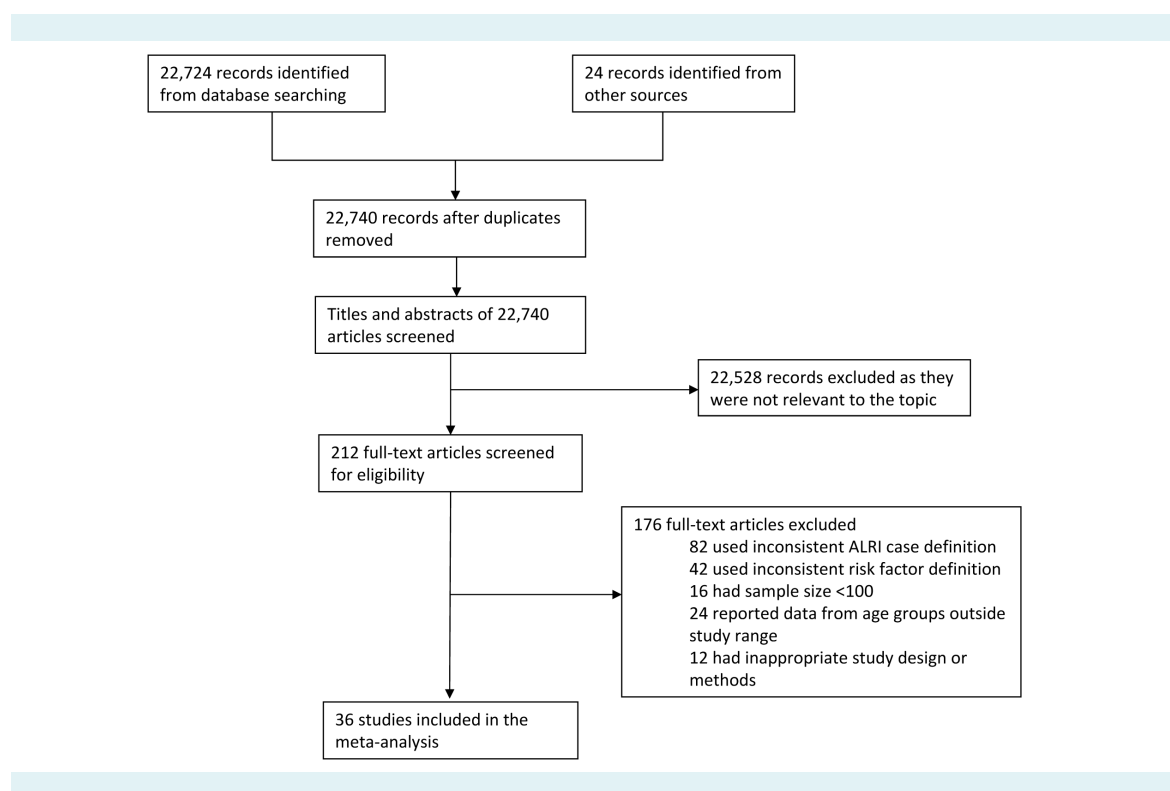 22,724 records identified
from database searching
24 records identified from
other sources
22,740 records after duplicates
removed
Titles and abstracts of 22,740
articles screened
22,528 records excluded as they
were not relevant to the topic
212 full-text articles screened
for eligibility
176 full-text articles excluded
82 used inconsistent ALRI case definition
42 used inconsistent risk factor definition
16 had sample size <100
24 reported data from age groups outside
study range
12 had inappropriate study design or
methods
36 studies included in the
meta-analysis